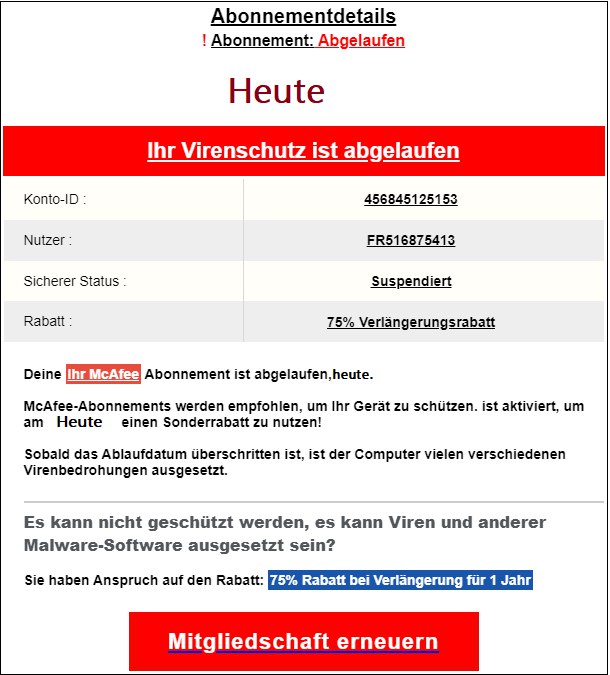 Abonnementdetails
! Abonnement: Abgelaufen
Heute
Ihr Virenschutz ist abgelaufen
Konto-ID : 456845125153
Nutzer : FR516875413
Sicherer Status : Suspendiert
Rabatt : 75% Verlängerungsrabatt
Deine Ihr McAfee Abonnement ist abgelaufen,heute.
McAfee-Abonnements werden empfohlen, um Ihr Gerät zu schützen. ist aktiviert, um
am Heute einen Sonderrabatt zu nutzen!
Sobald das Ablaufdatum überschritten ist, ist der Computer vielen verschiedenen
Virenbedrohungen ausgesetzt.
Es kann nicht geschützt werden, es kann Viren und anderer
Malware-Software ausgesetzt sein?
Sie haben Anspruch auf den Rabatt: 75% Rabatt bei Verlängerung für 1 Jahr
Mitgliedschaft erneuern